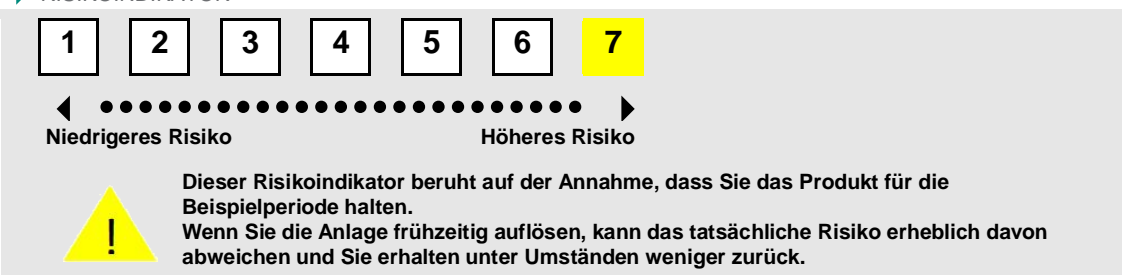 RISIKOINDIKATOR
1 2 3 4 5 6 7
Niedrigeres Risiko Höheres Risiko
Dieser Risikoindikator beruht auf der Annahme, dass Sie das Produkt für die
Beispielperiode halten.
Wenn Sie die Anlage frühzeitig auflösen, kann das tatsächliche Risiko erheblich davon
abweichen und Sie erhalten unter Umständen weniger zurück.
!